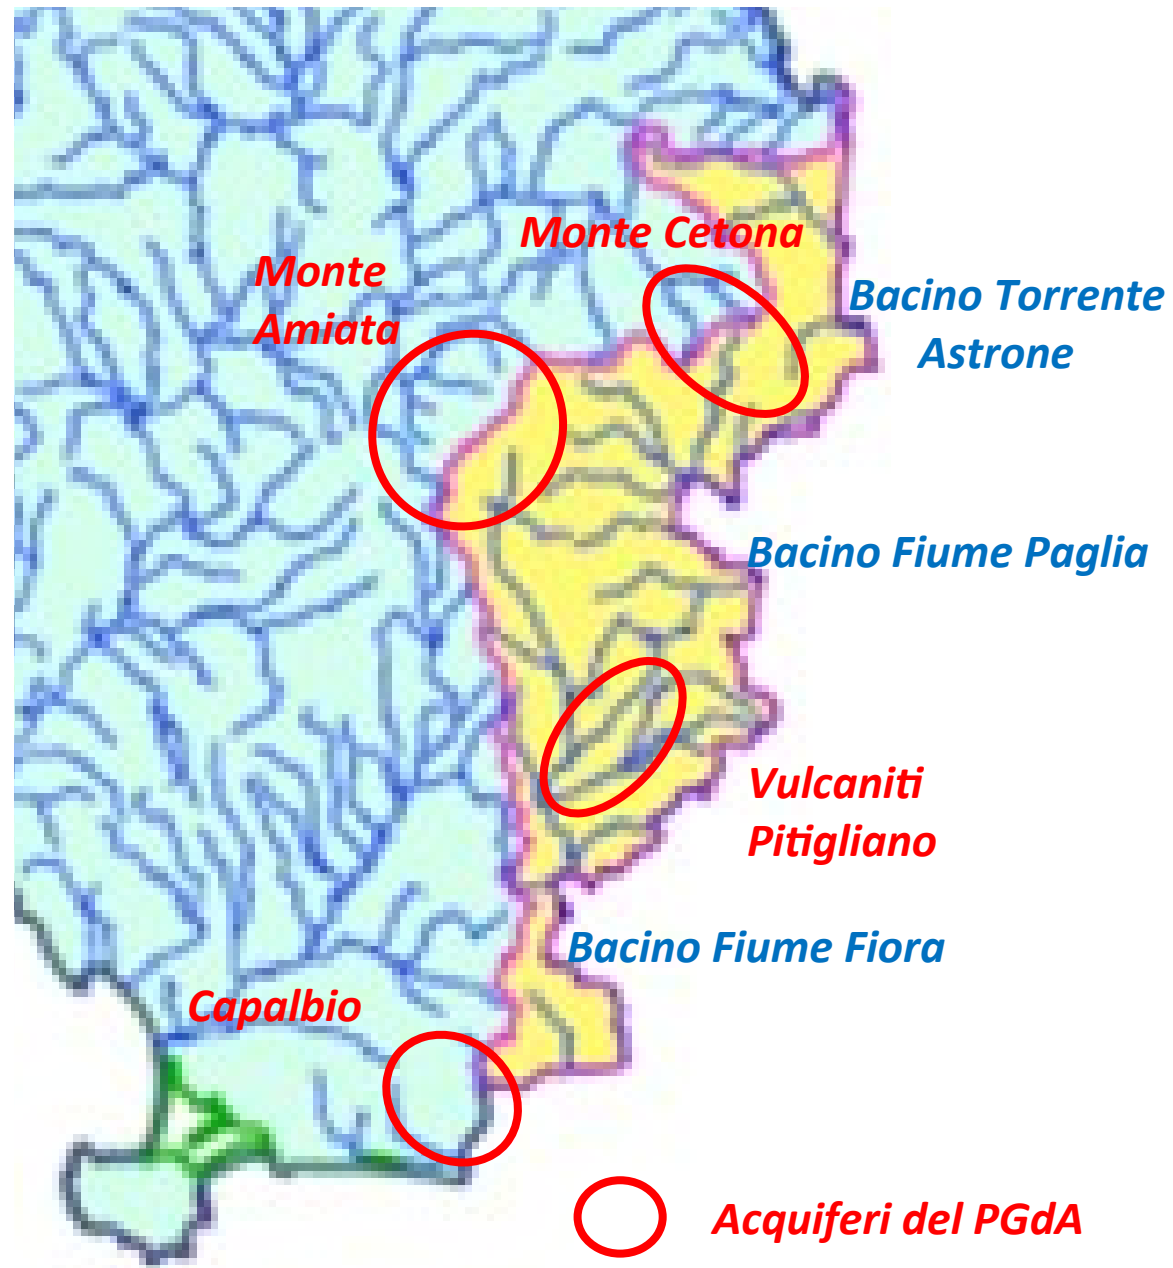 Monte Cetona
Monte
Amiata
Bacino Torrente
Astrone
Bacino Fiume Paglia
Vulcaniti
Pitigliano
Bacino Fiume Fiora
Capalbio
Acquiferi del PGdA